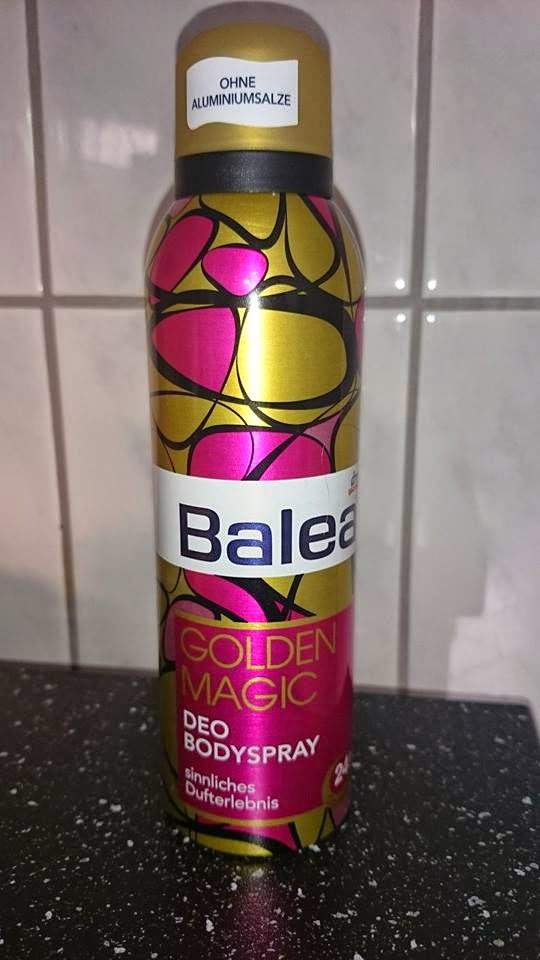 OHNE
ALUMINIUMSALZE
Balea
GOLDEN
MAGIC
DEO
BODYSPRAY
sinnliches
Dufterlebnis